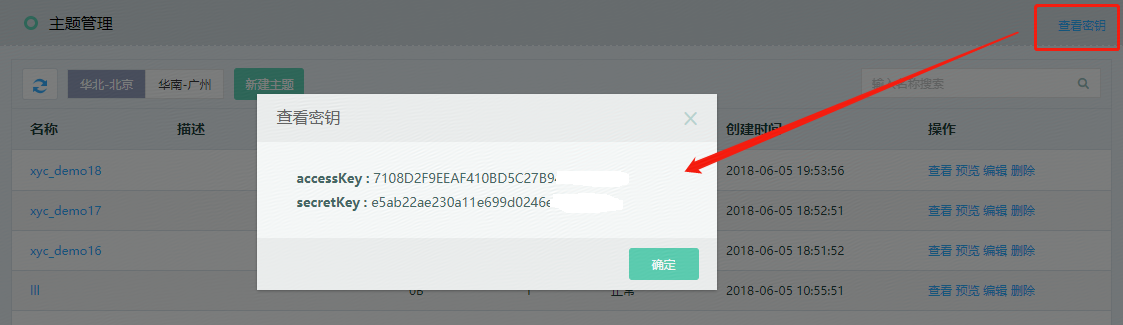 主题管理
查看密钥
华北-北京
华南-广州
新建主题
输入名称搜索
查看密钥
名称 描述 创建时间 操作
accessKey : 7108D2F9EEAF410BD5C27B9
secretKey : e5ab22ae230a11e699d0246e
确定
xyc_demo18 2018-06-05 19:53:56 查看 预览 编辑 删除
xyc_demo17 2018-06-05 18:52:51 查看 预览 编辑 删除
xyc_demo16 2018-06-05 18:51:52 查看 预览 编辑 删除
lll 0B 1 正常 2018-06-05 10:55:51 查看 预览 编辑 删除